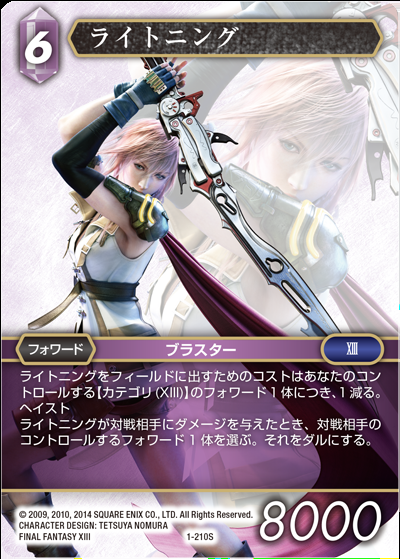 6
ライトニング
フォワード
ブラスター
XIII
ライトニングをフィールドに出すためのコストはあなたのコン
トロールする【カテゴリ(XIII)】のフォワード1体につき、1減る。
ヘイスト
ライトニングが対戦相手にダメージを与えたとき、対戦相手の
コントロールするフォワード1体を選ぶ。それをダルにする。
© 2009, 2010, 2014 SQUARE ENIX CO., LTD. All Rights Reserved.
CHARACTER DESIGN: TETSUYA NOMURA
FINAL FANTASY XIII
1-210S
8000